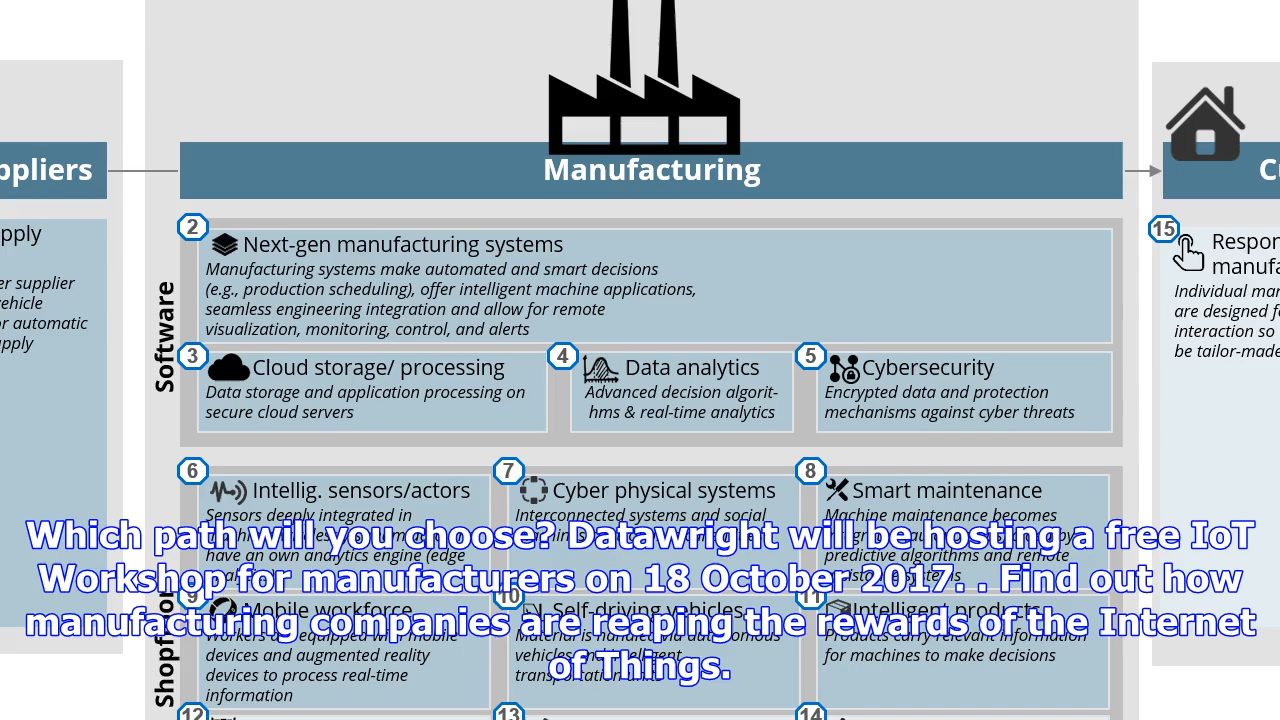 ppliers
Manufacturing
Cu
pply
er supplier
vehicle
or automatic
pply
Software
2
Next-gen manufacturing systems
Manufacturing systems make automated and smart decisions
(e.g., production scheduling), offer intelligent machine applications,
seamless engineering integration and allow for remote
visualization, monitoring, control, and alerts
3
Cloud storage/ processing
Data storage and application processing on
secure cloud servers
4
Data analytics
Advanced decision algorit-
hms & real-time analytics
5
Cybersecurity
Encrypted data and protection
mechanisms against cyber threats
15
Respon
manufa
Individual man
are designed fo
interaction so
be tailor-made
6
Intellig. sensors/actors
Sensors deeply integrated in
have an own analytics engine (edge
7
Cyber physical systems
Interconnected systems and social
8
Smart maintenance
Machine maintenance becomes
predictive algorithms and remote
9
Mobile workforce
Workers are equipped with mobile
devices and augmented reality
devices to process real-time
information
10
Self-driving vehicles
Material is handled via autonomous
vehicles and intelligent
transportation units
11
Intelligent products
Products carry relevant information
for machines to make decisions
12
13
14
Which path will you choose? Datawright will be hosting a free IoT
Workshop for manufacturers on 18 October 2017. . Find out how
manufacturing companies are reaping the rewards of the Internet
of Things.